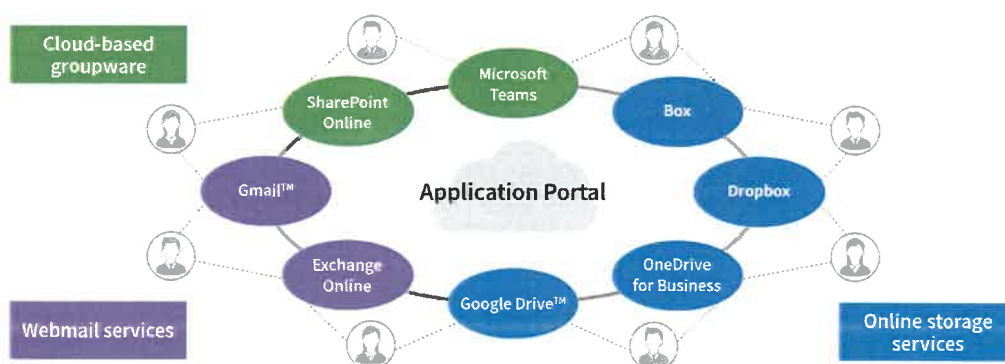 Cloud-based
groupware
Microsoft
Teams
SharePoint
Online
Box
Gmail™
Application Portal
Dropbox
Exchange
Online
OneDrive
for Business
Google Drive™
Webmail services
Online storage
services